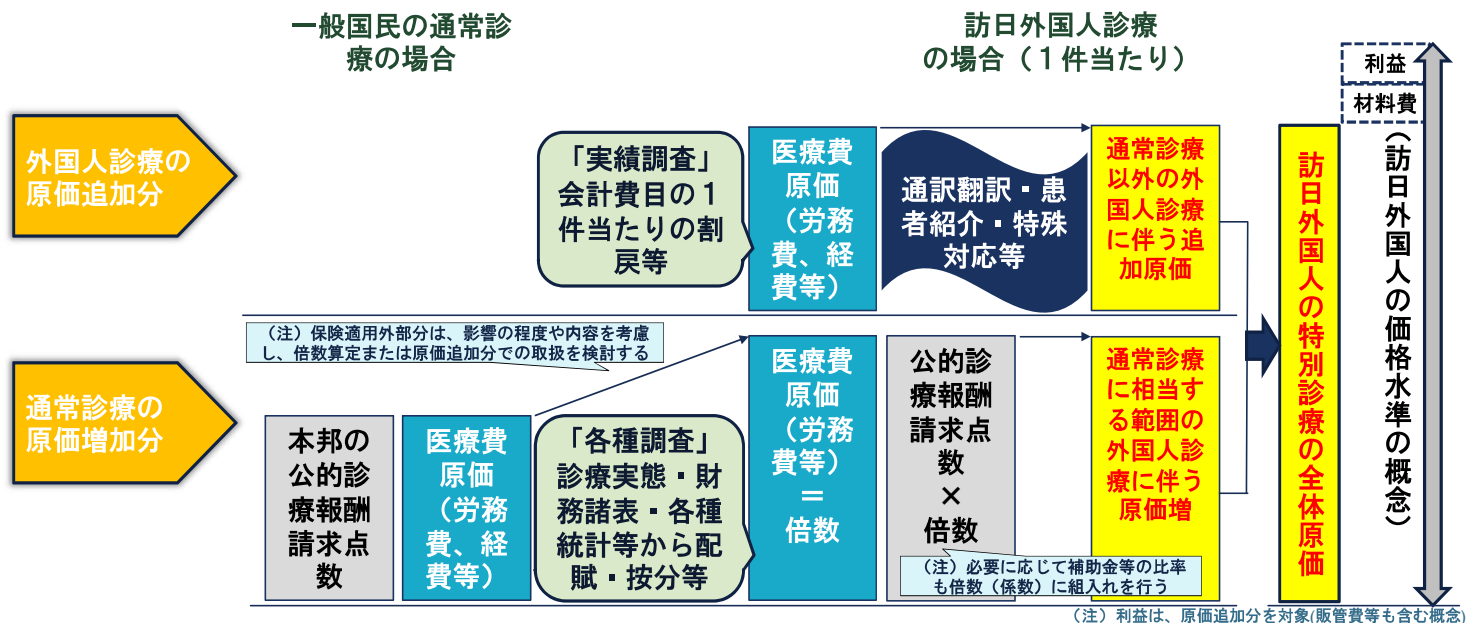 一般国民の通常診
療の場合
訪日外国人診療
の場合（１件当たり）
利益
材料費
（訪日外国人の価格水準の概念）
外国人診療の
原価追加分
「実績調査」
会計費目の１
件当たりの割
戻等
医療費
原価
（労務
費、経
費等）
通訳翻訳・患
者紹介・特殊
対応等
通常診療
以外の外
国人診療
に伴う追
加原価
訪日外国人の特別診療の全体原価
（注）保険適用外部分は、影響の程度や内容を考慮
し、倍数算定または原価追加分での取扱を検討する
通常診療の
原価増加分
本邦の
公的診
療報酬
請求点
数
医療費
原価
（労務
費、経
費等）
「各種調査」
診療実態・財
務諸表・各種
統計等から配
賦・按分等
医療費
原価
（労務
費等）
＝
倍数
公的診
療報酬
請求点
数
×
倍数
（注）必要に応じて補助金等の比率
も倍数（係数）に組入れを行う
通常診療
に相当す
る範囲の
外国人診
療に伴う
原価増
（注）利益は、原価追加分を対象(販管費等も含む概念)